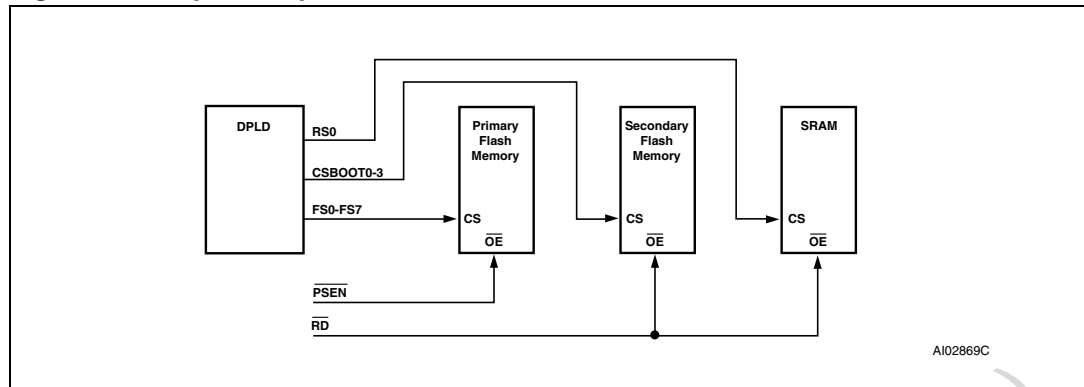 DPLD
RS0
CSBOOT0-3
FS0-FS7
Primary
Flash
Memory
CS
OE
Secondary
Flash
Memory
CS
OE
SRAM
CS
OE
PSEN
RD
AI02869C